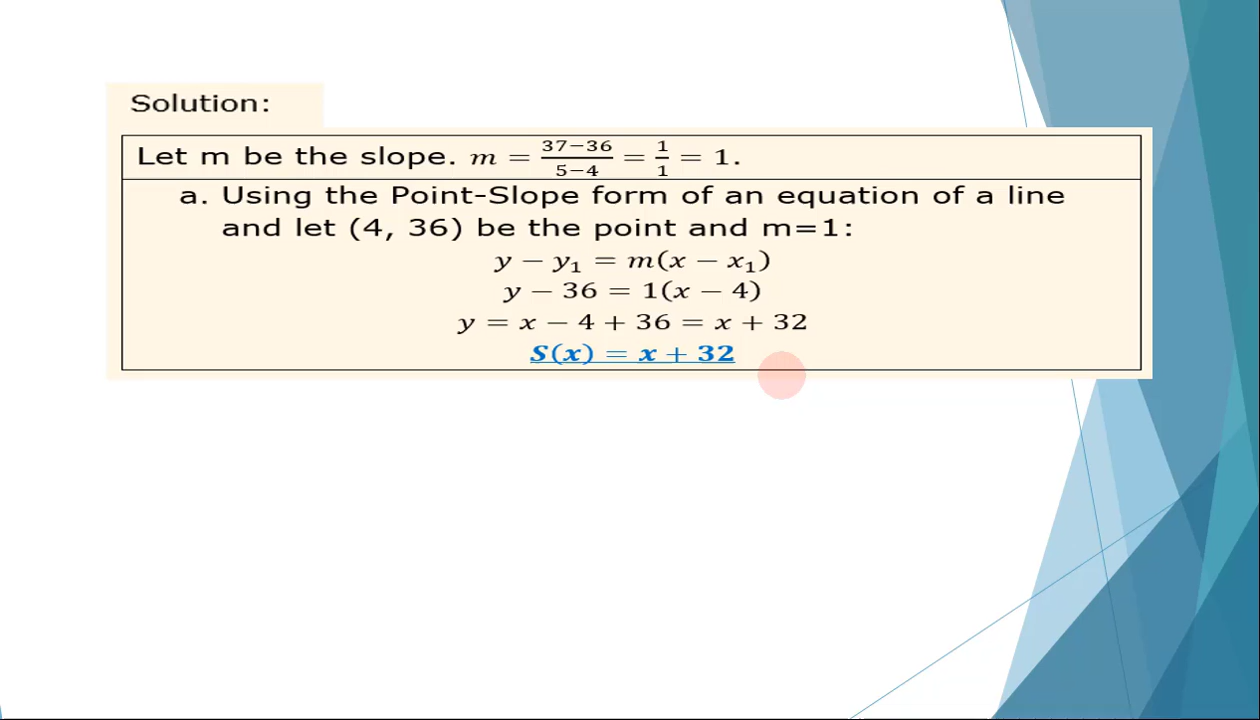 Solution:
Let m be the slope. m = \frac{37-36}{5-4} = \frac{1}{1} = 1.
a. Using the Point-Slope form of an equation of a line
and let (4, 36) be the point and m=1:
y − y₁ = m(x − x₁)
y − 36 = 1(x − 4)
y = x − 4 + 36 = x + 32
S(x) = x + 32